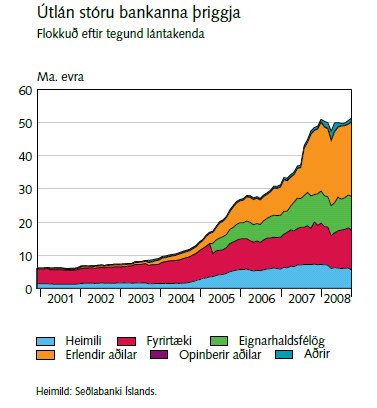 Útlán stóru bankanna þriggja
Flokkuð eftir tegund lántakenda
Ma. evra
60
50
40
30
20
10
0
2001 2002 2003 2004 2005 2006 2007 2008
Heimili Fyrirtæki Eignarhaldsfélög
Erlendir aðilar Opinberir aðilar Aðrir
Heimild: Seðlabanki Íslands.